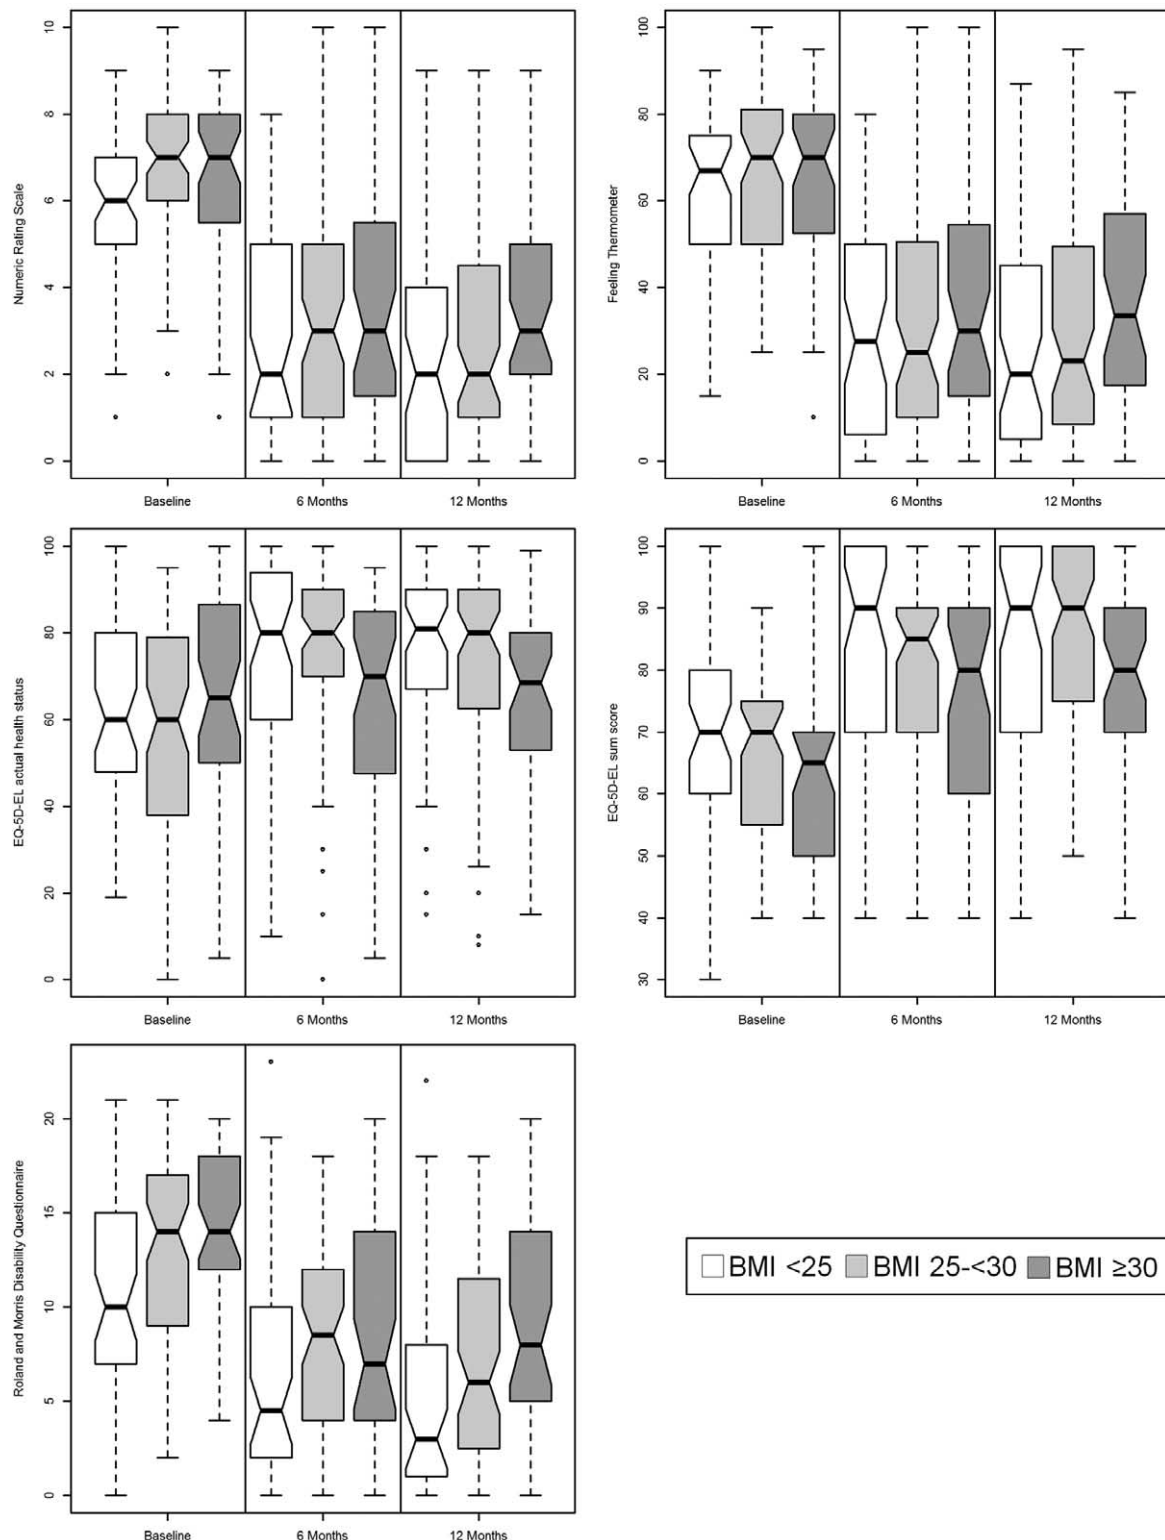 Numeric Rating Scale
0 2 4 6 8 10
Baseline 6 Months 12 Months
Feeling Thermometer
0 20 40 60 80 100
Baseline 6 Months 12 Months
EQ-5D-EL actual health status
0 20 40 60 80 100
Baseline 6 Months 12 Months
EQ-5D-EL sum score
30 40 50 60 70 80 90 100
Baseline 6 Months 12 Months
Roland and Morris Disability Questionnaire
0 5 10 15 20
Baseline 6 Months 12 Months
BMI <25 BMI 25-<30 BMI ≥30